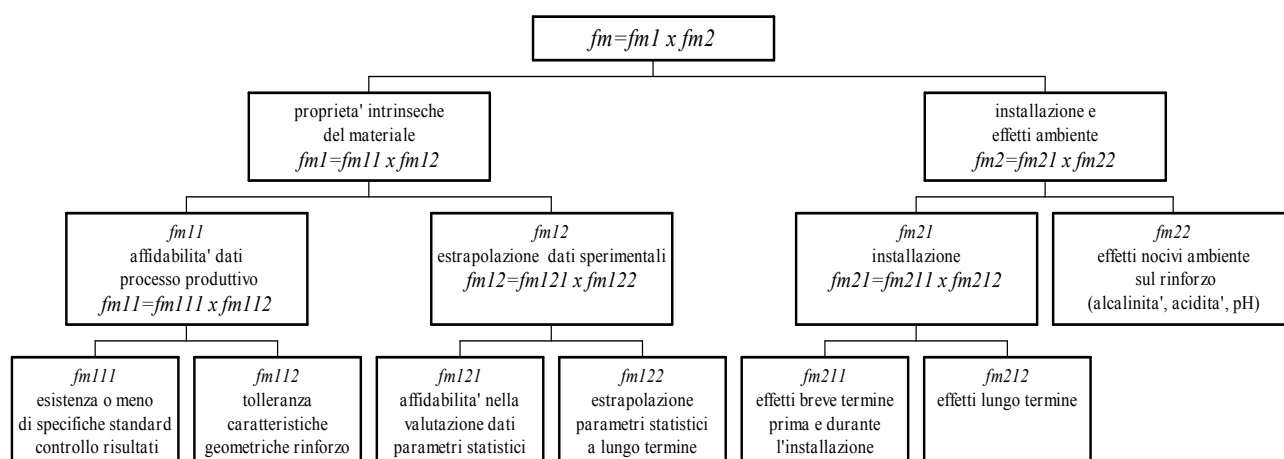 fm=fm1 x fm2
proprieta' intrinseche
del materiale
fm1=fm11 x fm12
installazione e
effetti ambiente
fm2=fm21 x fm22
fm11
affidabilita' dati
processo produttivo
fm11=fm111 x fm112
fm12
estrapolazione dati sperimentali
fm12=fm121 x fm122
fm21
installazione
fm21=fm211 x fm212
fm22
effetti nocivi ambiente
sul rinforzo
(alcalinita', acidita', pH)
fm111
esistenza o meno
di specifiche standard
controllo risultati
fm112
tolleranza
caratteristiche
geometriche rinforzo
fm121
affidabilita' nella
valutazione dati
parametri statistici
fm122
estrapolazione
parametri statistici
a lungo termine
fm211
effetti breve termine
prima e durante
l'installazione
fm212
effetti lungo termine